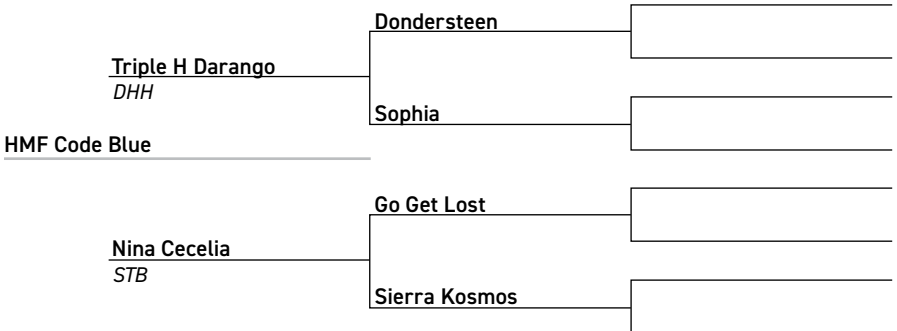 Dondersteen
Triple H Darango
DHH
Sophia
HMF Code Blue
Go Get Lost
Nina Cecelia
STB
Sierra Kosmos